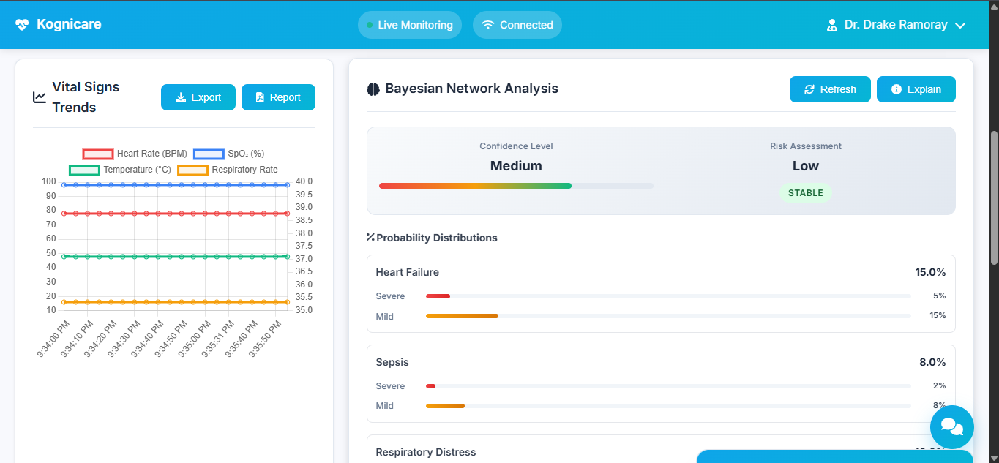 Kognicare
Live Monitoring
Connected
Dr. Drake Ramoray
Vital Signs
Trends
Export
Report
Heart Rate (BPM)
SpO₂ (%)
Temperature (°C)
Respiratory Rate
100
90
80
70
60
50
40
30
20
10
40.0
39.5
39.0
38.5
38.0
37.5
37.0
36.5
36.0
35.5
35.0
9:34:00 PM
9:34:10 PM
9:34:20 PM
9:34:30 PM
9:34:40 PM
9:34:50 PM
9:35:00 PM
9:35:31 PM
9:35:40 PM
9:35:50 PM
Bayesian Network Analysis
Refresh
Explain
Confidence Level
Medium
Risk Assessment
Low
STABLE
Probability Distributions
Heart Failure 15.0%
Severe 5%
Mild 15%
Sepsis 8.0%
Severe 2%
Mild 8%
Respiratory Distress